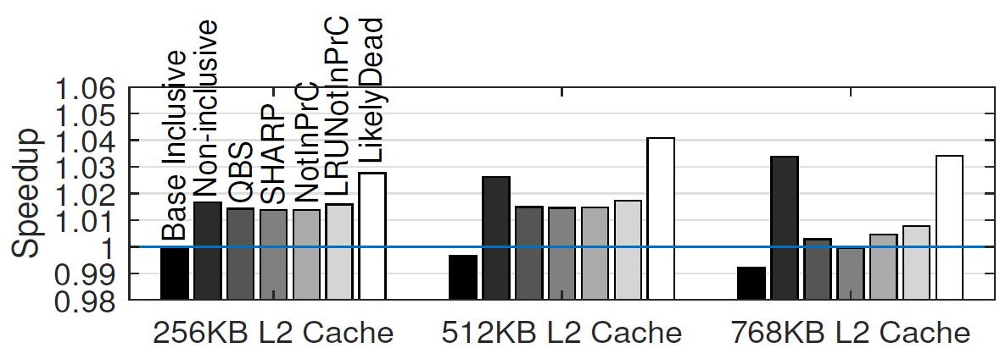 Base Inclusive
Non-inclusive
QBS
SHARP
NotInPrC
LRUNotInPrC
LikelyDead
Speedup
1.06
1.05
1.04
1.03
1.02
1.01
1
0.99
0.98
256KB L2 Cache
512KB L2 Cache
768KB L2 Cache